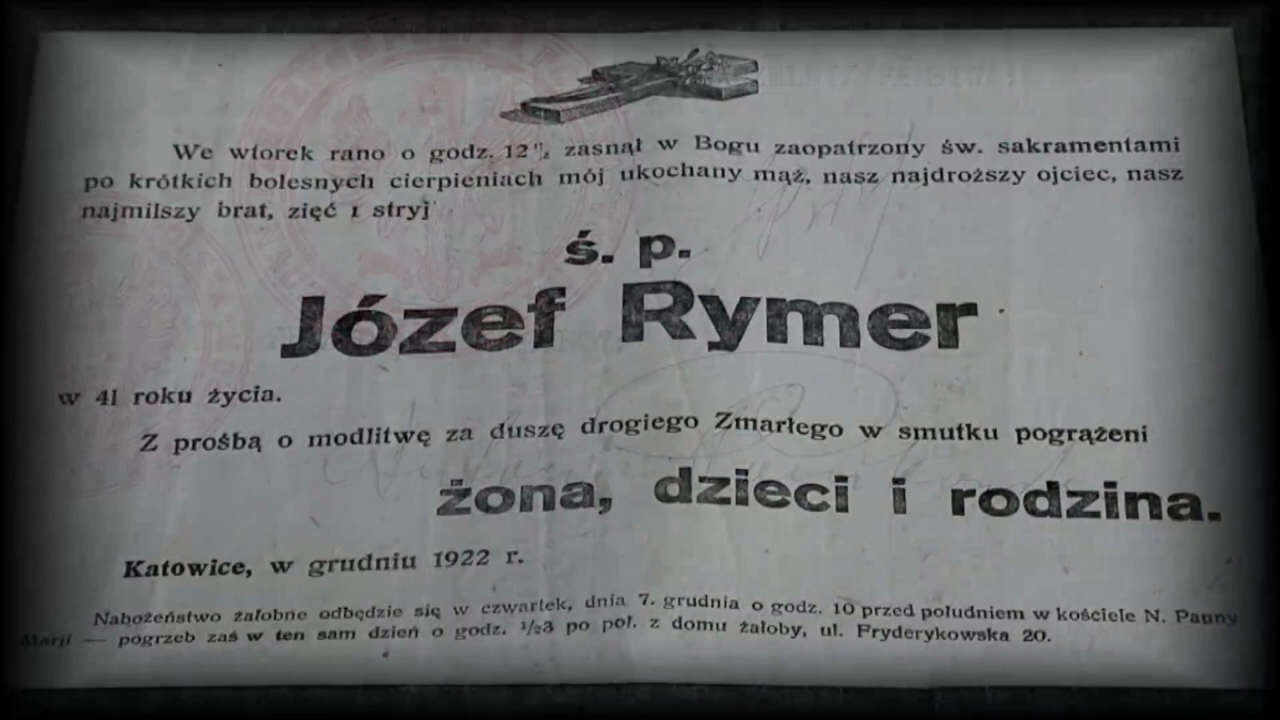 We wtorek rano o godz. 12 zasnął w Bogu zaopatrzony św. sakramentami
po krótkich bolesnych cierpieniach mój ukochany mąż, nasz najdroższy ojciec, nasz
najmilszy brat, zięć i stryj
ś. p.
Józef Rymer
w 41 roku życia.
Z prośbą o modlitwę za duszę drogiego Zmarłego w smutku pogrążeni
żona, dzieci i rodzina.
Katowice, w grudniu 1922 r.
Nabożeństwo żałobne odbędzie się w czwartek, dnia 7. grudnia o godz. 10 przed południem w kościele N. Panny
Marji — pogrzeb zaś w ten sam dzień o godz. ½3 po poł. z domu żałoby, ul. Fryderykowska 20.